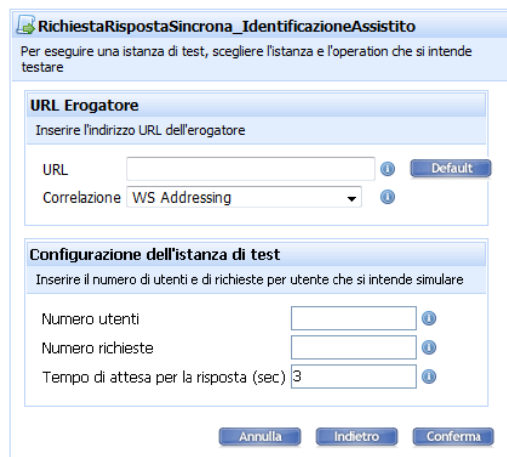 RichiestaRispostaSincrona_IdentificazioneAssistito
Per eseguire una istanza di test, scegliere l'istanza e l'operation che si intende
testare
URL Erogatore
Inserire l'indirizzo URL dell'erogatore
URL
Default
Correlazione WS Addressing
Configurazione dell'istanza di test
Inserire il numero di utenti e di richieste per utente che si intende simulare
Numero utenti
Numero richieste
Tempo di attesa per la risposta (sec) 3
Annulla Indietro Conferma